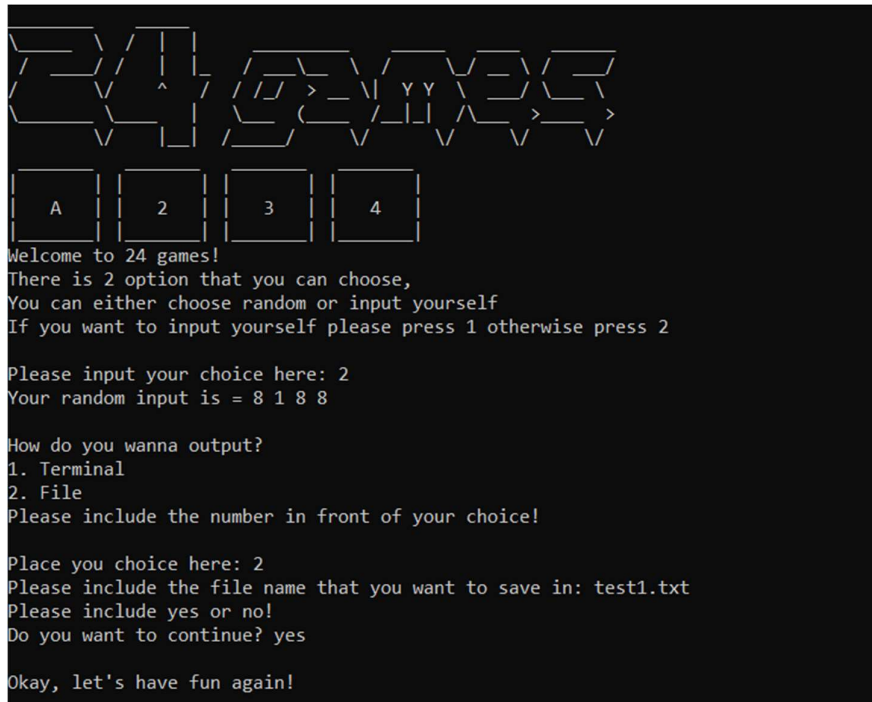 24 games
A 2 3 4
Welcome to 24 games!
There is 2 option that you can choose,
You can either choose random or input yourself
If you want to input yourself please press 1 otherwise press 2
Please input your choice here: 2
Your random input is = 8 1 8 8
How do you wanna output?
1. Terminal
2. File
Please include the number in front of your choice!
Place you choice here: 2
Please include the file name that you want to save in: test1.txt
Please include yes or no!
Do you want to continue? yes
Okay, let's have fun again!